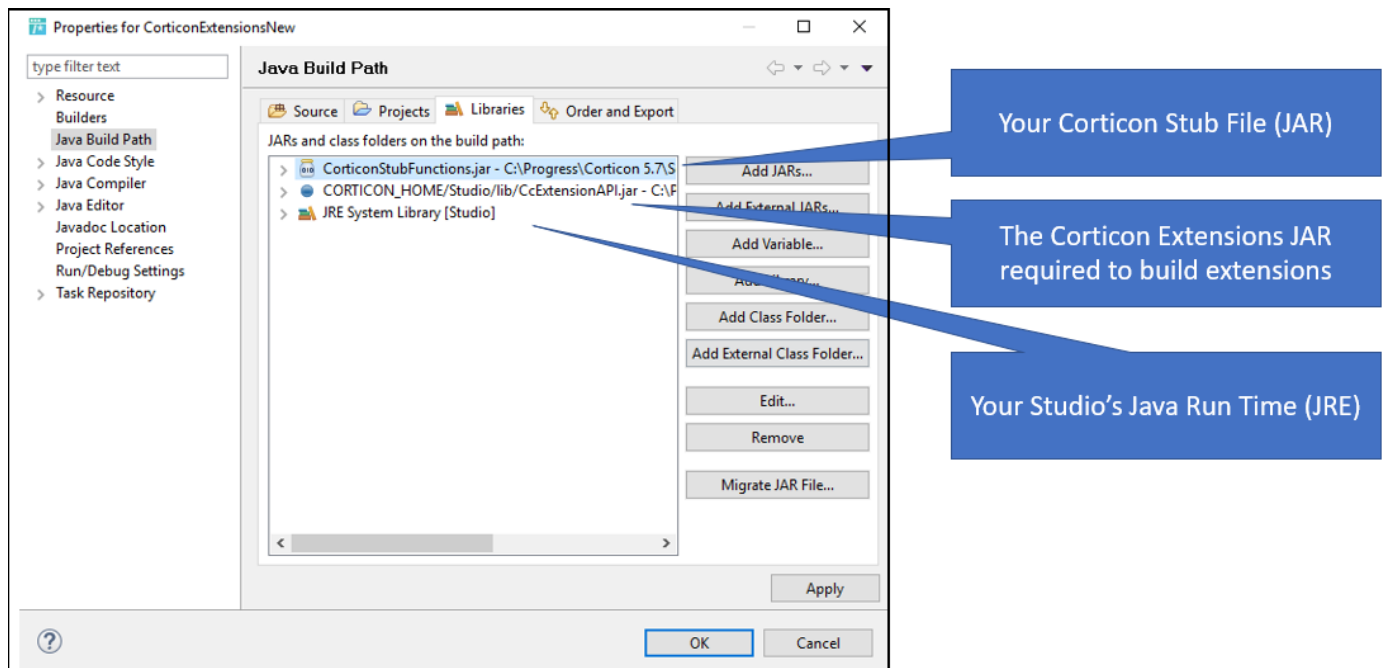 Properties for CorticonExtensionsNew
type filter text
Resource
Builders
Java Build Path
Java Code Style
Java Compiler
Java Editor
Javadoc Location
Project References
Run/Debug Settings
Task Repository
Java Build Path
Source
Projects
Libraries
Order and Export
JARs and class folders on the build path:
CorticonStubFunctions.jar - C:\Progress\Corticon 5.7\S
CORTICON_HOME/Studio/lib/CcExtensionAPI.jar - C:\P
JRE System Library [Studio]
Add JARs...
Add External JARs...
Add Variable...
Add Library...
Add Class Folder...
Add External Class Folder...
Edit...
Remove
Migrate JAR File...
Apply
OK
Cancel
Your Corticon Stub File (JAR)
The Corticon Extensions JAR
required to build extensions
Your Studio’s Java Run Time (JRE)